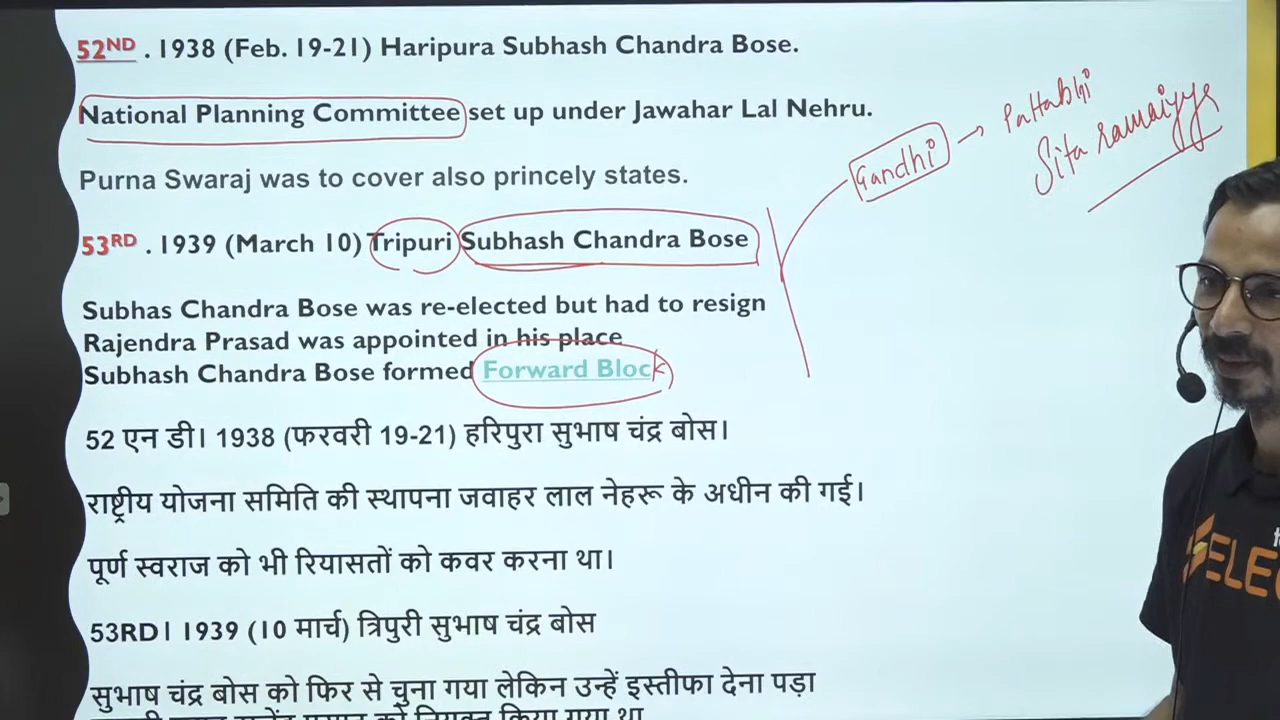 52ND . 1938 (Feb. 19-21) Haripura Subhash Chandra Bose.
National Planning Committee set up under Jawahar Lal Nehru.
Purna Swaraj was to cover also princely states.
53RD . 1939 (March 10) Tripuri Subhash Chandra Bose
Gandhi → Pattabhi
Sita ramaiyya
Subhas Chandra Bose was re-elected but had to resign
Rajendra Prasad was appointed in his place
Subhash Chandra Bose formed Forward Block
52 एन डी। 1938 (फरवरी 19-21) हरिपुरा सुभाष चंद्र बोस।
राष्ट्रीय योजना समिति की स्थापना जवाहर लाल नेहरू के अधीन की गई।
पूर्ण स्वराज को भी रियासतों को कवर करना था।
53RD। 1939 (10 मार्च) त्रिपुरी सुभाष चंद्र बोस
सुभाष चंद्र बोस को फिर से चुना गया लेकिन उन्हें इस्तीफा देना पड़ा
को नियुक्त किया गया था
SELEC